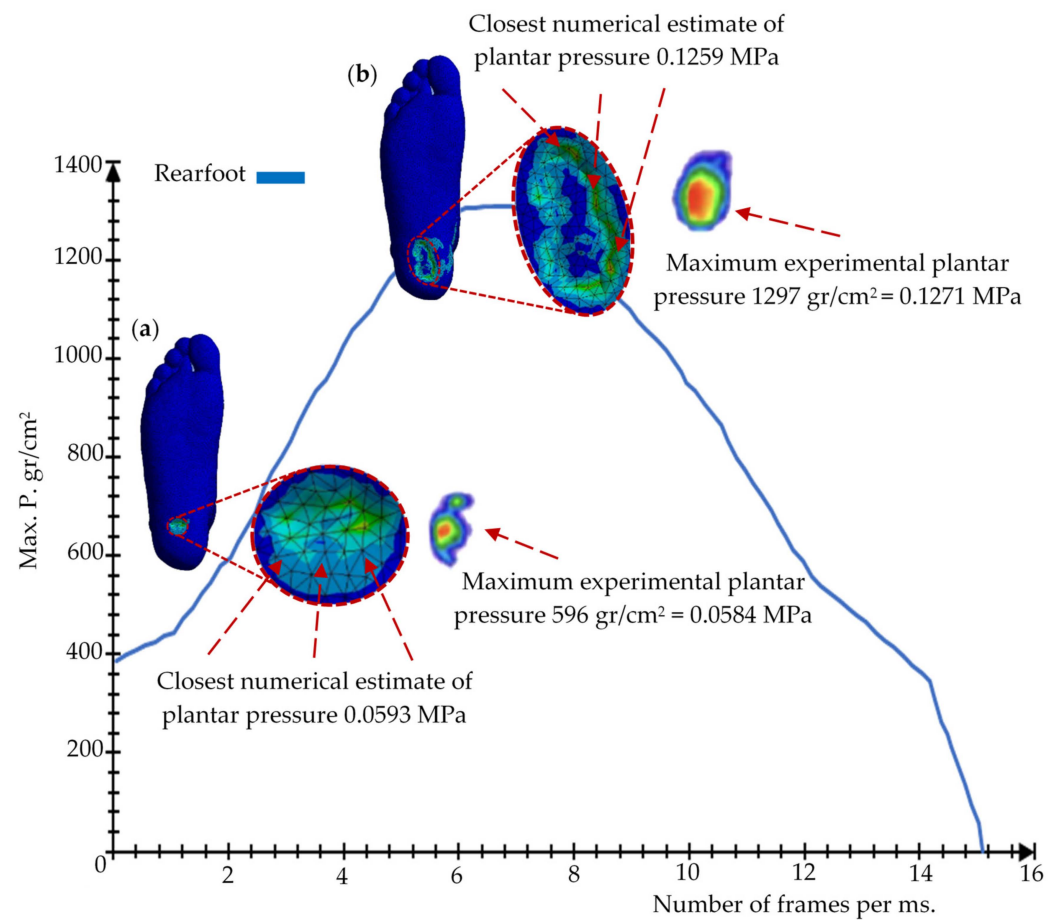 Closest numerical estimate of
plantar pressure 0.1259 MPa
(b)
1400
Rearfoot
1200
Maximum experimental plantar
pressure 1297 gr/cm² = 0.1271 MPa
(a)
1000
800
Max. P. gr/cm²
600
Maximum experimental plantar
pressure 596 gr/cm² = 0.0584 MPa
400
Closest numerical estimate of
plantar pressure 0.0593 MPa
200
0
2 4 6 8 10 12 14 16
Number of frames per ms.